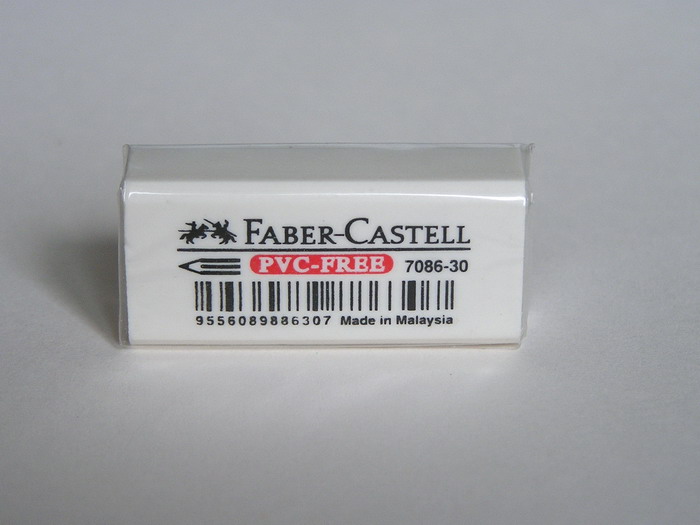 FABER-CASTELL
PVC-FREE 7086-30
9556089886307 Made in Malaysia